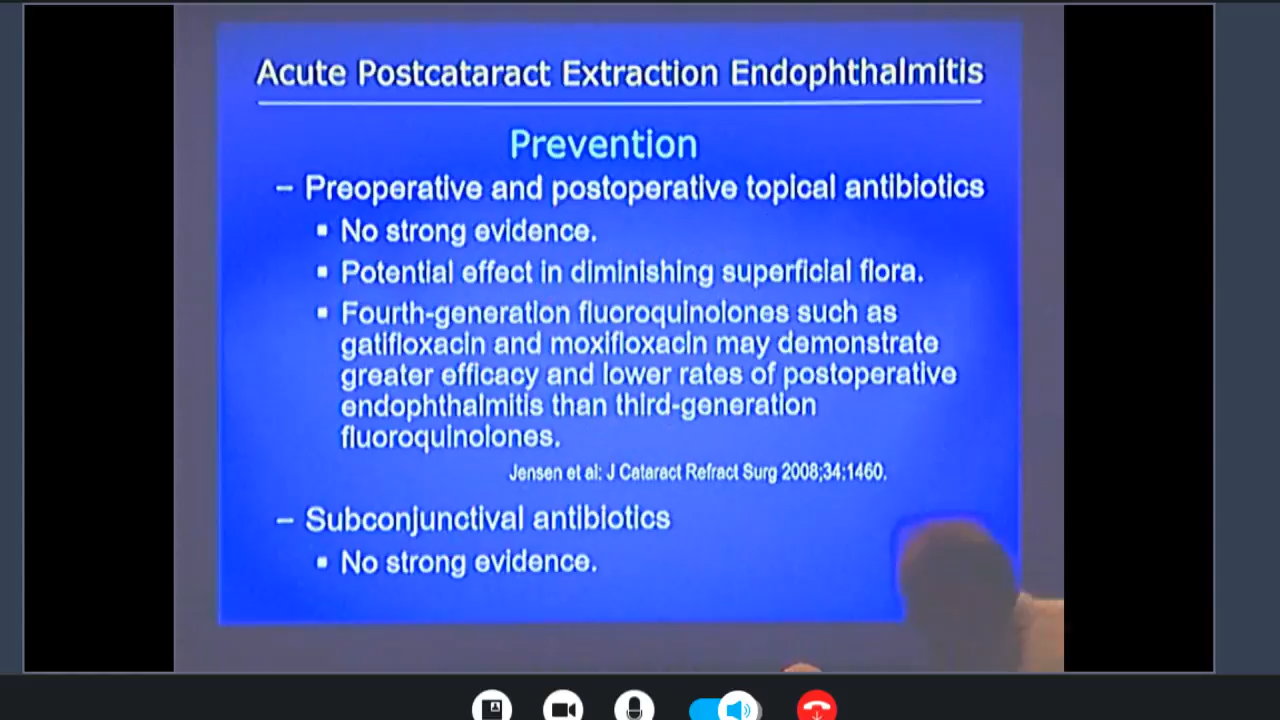 Acute Postcataract Extraction Endophthalmitis
Prevention
– Preoperative and postoperative topical antibiotics
▪ No strong evidence.
▪ Potential effect in diminishing superficial flora.
▪ Fourth-generation fluoroquinolones such as
gatifloxacin and moxifloxacin may demonstrate
greater efficacy and lower rates of postoperative
endophthalmitis than third-generation
fluoroquinolones.
Jensen et al: J Cataract Refract Surg 2008;34:1460.
– Subconjunctival antibiotics
▪ No strong evidence.